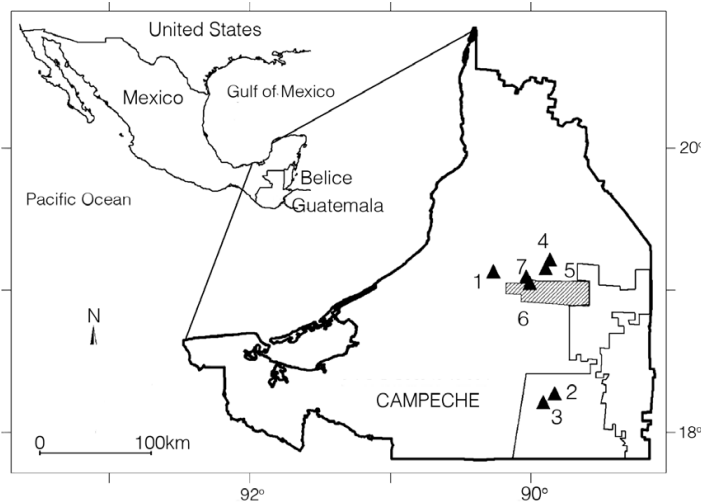 United States
Mexico
Gulf of Mexico
Belice
Guatemala
Pacific Ocean
20°
4
1
7
5
6
N
CAMPECHE
2
3
0 100km
18°
92° 90°